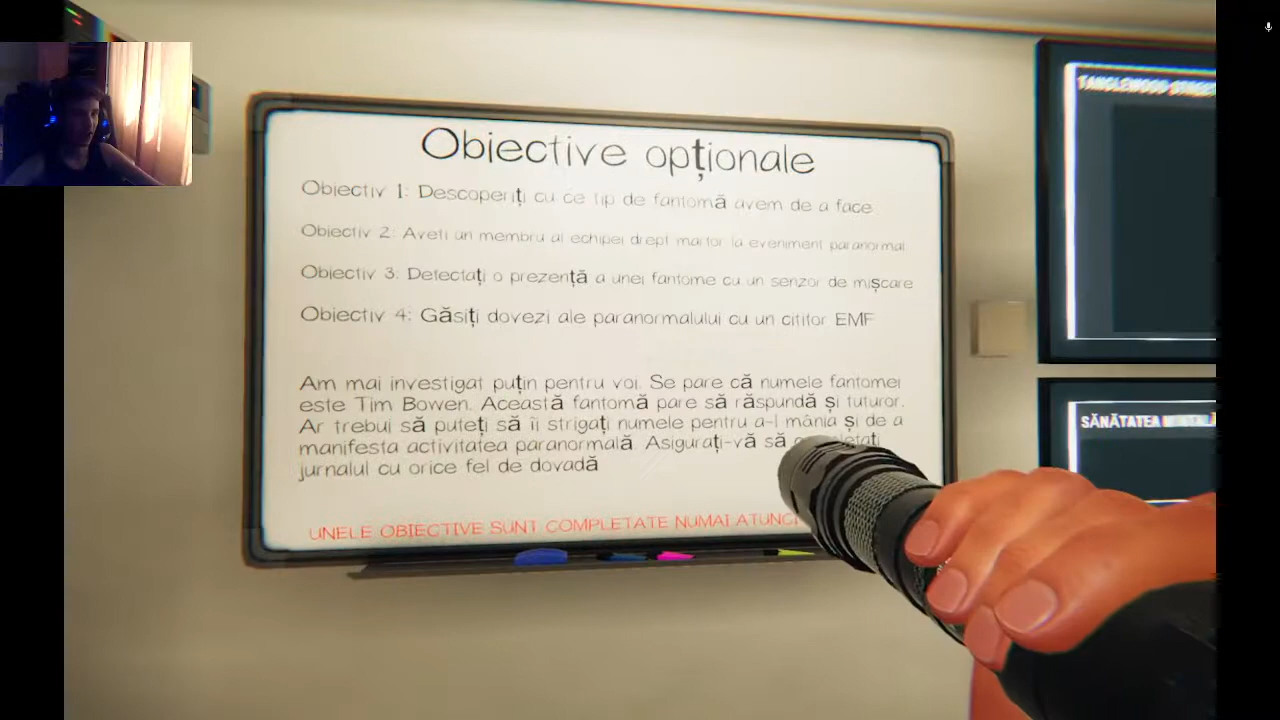 Obiective opționale
Obiectiv 1: Descoperiți cu ce tip de fantomă avem de a face
Obiectiv 2: Aveti un membru al echipei drept martor la eveniment paranormal
Obiectiv 3: Detectați o prezență a unei fantome cu un senzor de mișcare
Obiectiv 4: Găsiți dovezi ale paranormalului cu un cititor EMF
Am mai investigat puțin pentru voi. Se pare că numele fantomei
este Tim Bowen. Această fantomă pare să răspundă și tuturor.
Ar trebui să puteți să îi strigați numele pentru a-l mânia și de a
manifesta activitatea paranormală. Asigurați-vă să
jurnalul cu orice fel de dovadă
UNELE OBIECTIVE SUNT COMPLETATE NUMAI ATUNCI
TANGLEWOOD STREET
SĂNĂTATEA MENTALĂ